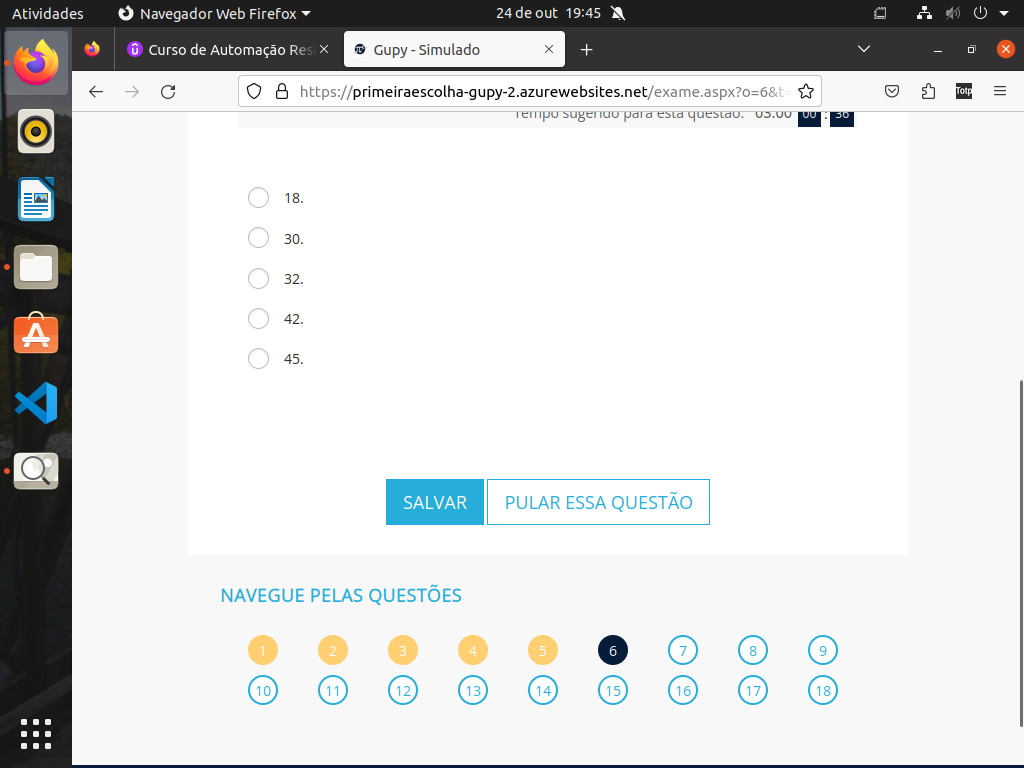 Atividades Navegador Web Firefox 24 de out 19:45
Curso de Automação Res Gupy - Simulado
https://primeiraescolha-gupy-2.azurewebsites.net/exame.aspx?o=6&t= Totp
Tempo sugerido para esta questão: 03:00 00 : 36
18.
30.
32.
42.
45.
SALVAR PULAR ESSA QUESTÃO
NAVEGUE PELAS QUESTÕES
1 2 3 4 5 6 7 8 9
10 11 12 13 14 15 16 17 18